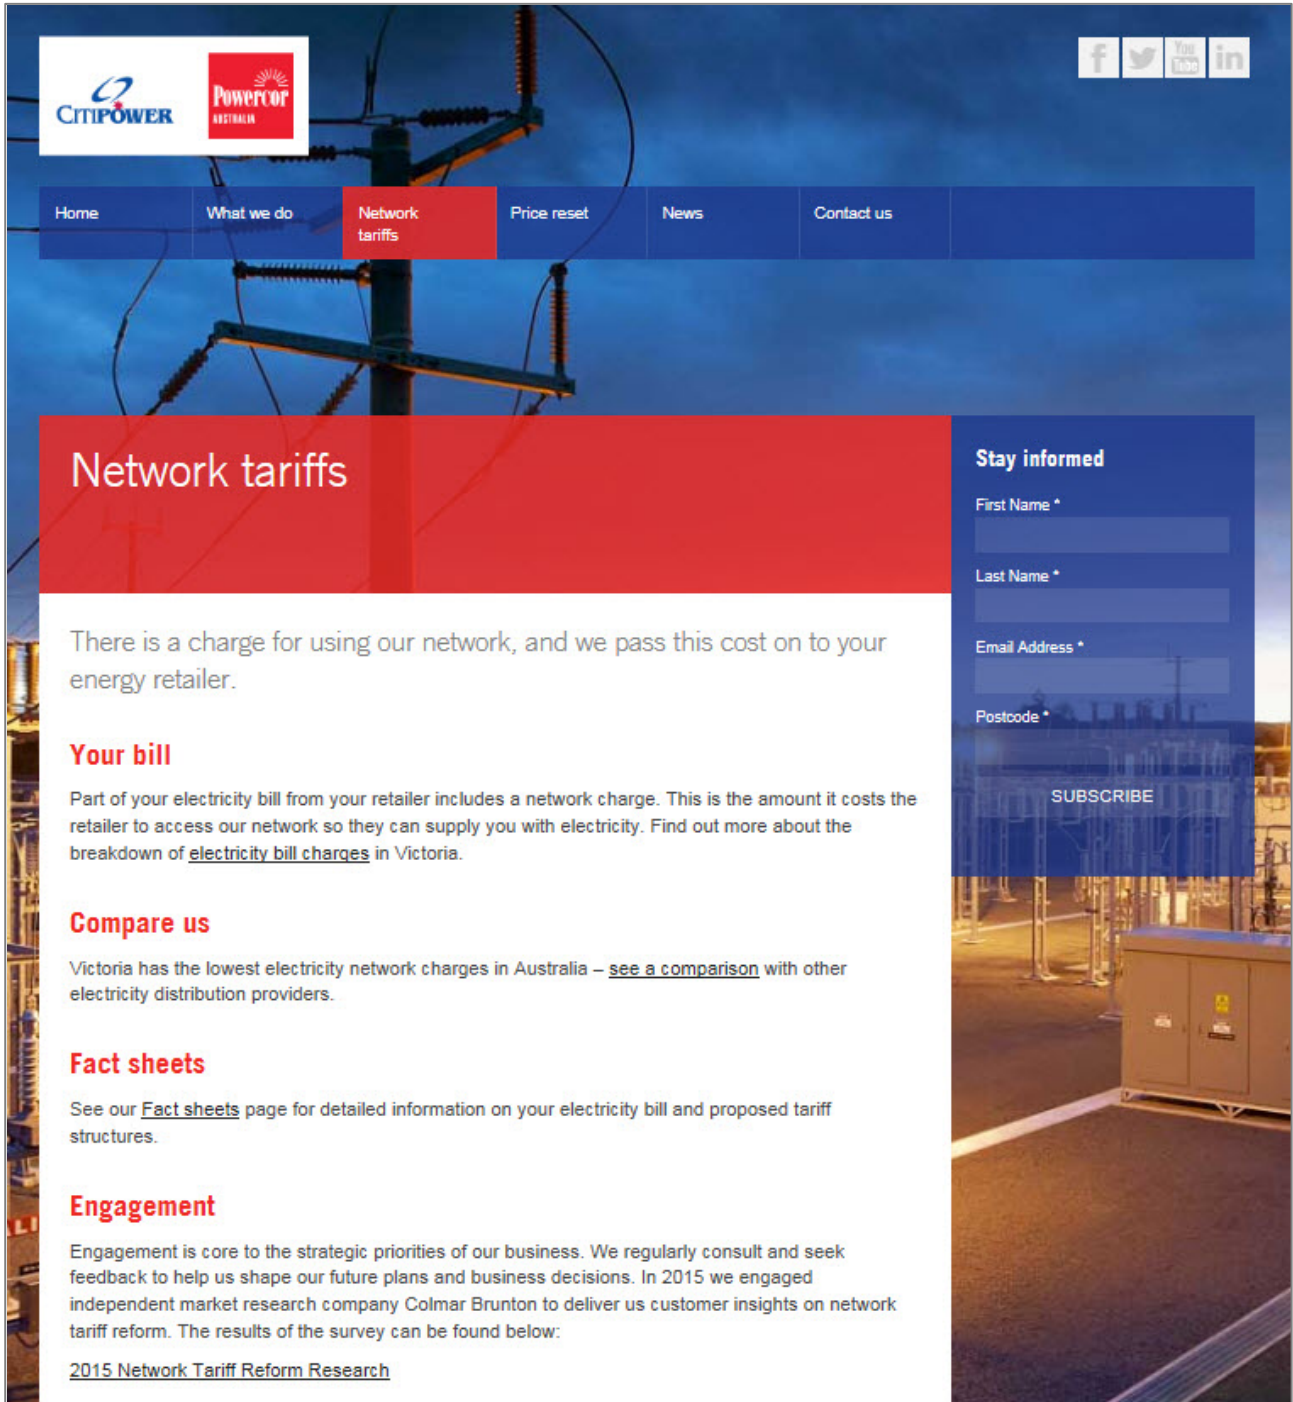 CITIPOWER
Powercor
AUSTRALIA
f
You
Tube
in
Home
What we do
Network
tariffs
Price reset
News
Contact us
Network tariffs
There is a charge for using our network, and we pass this cost on to your
energy retailer.
Your bill
Part of your electricity bill from your retailer includes a network charge. This is the amount it costs the
retailer to access our network so they can supply you with electricity. Find out more about the
breakdown of electricity bill charges in Victoria.
Compare us
Victoria has the lowest electricity network charges in Australia – see a comparison with other
electricity distribution providers.
Fact sheets
See our Fact sheets page for detailed information on your electricity bill and proposed tariff
structures.
Engagement
Engagement is core to the strategic priorities of our business. We regularly consult and seek
feedback to help us shape our future plans and business decisions. In 2015 we engaged
independent market research company Colmar Brunton to deliver us customer insights on network
tariff reform. The results of the survey can be found below:
2015 Network Tariff Reform Research
Stay informed
First Name *
Last Name *
Email Address *
Postcode *
SUBSCRIBE